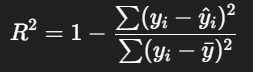 R² = 1 − ∑(yᵢ − ŷᵢ)² / ∑(yᵢ − ȳ)²